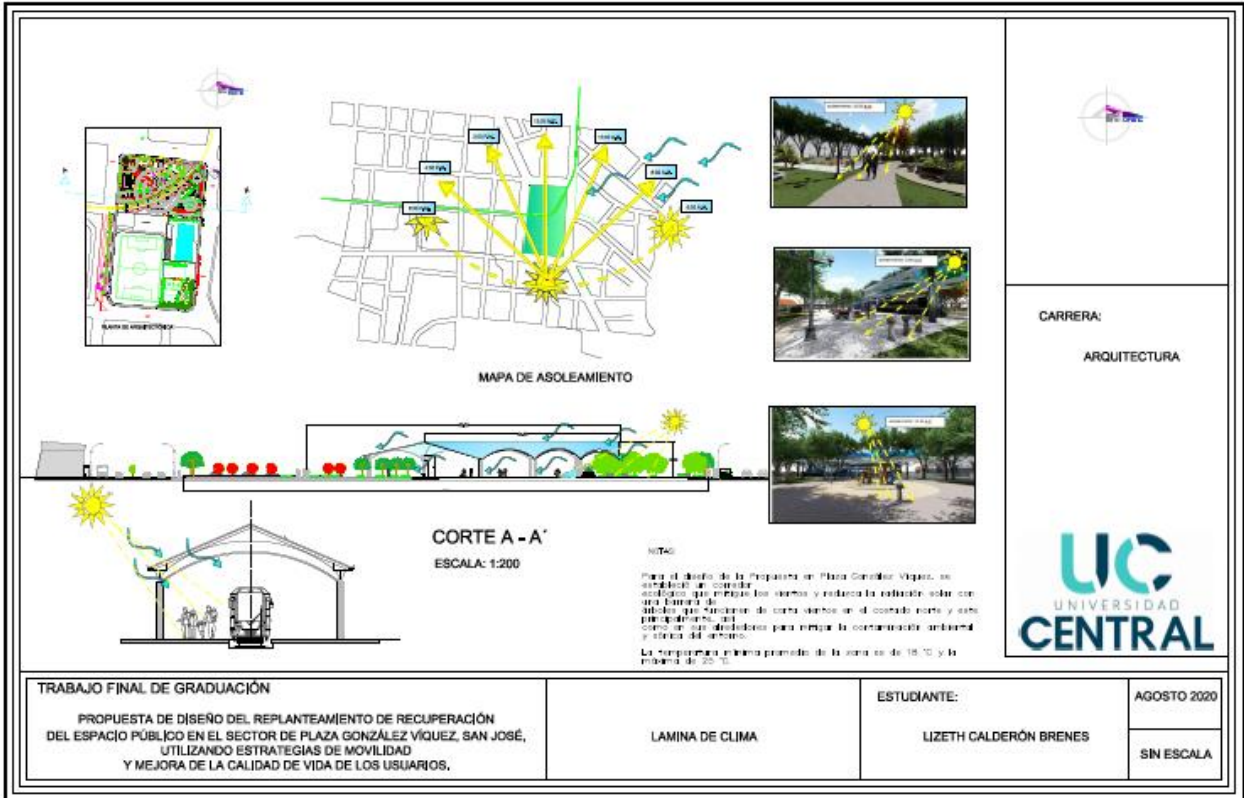 PLANTA DE ARQUITECTÓNICA
MAPA DE ASOLEAMIENTO
CORTE A - A´
ESCALA: 1:200
NOTAS:
Para el diseño de la Propuesta en Plaza González Víquez, se
estableció un corredor
ecológico que mitigue los vientos y reduzca la radiación solar con
una barrera de
árboles que funcionen de corta vientos en el costado norte y este
principalmente, así
como en sus alrededores para mitigar la contaminación ambiental
y sónica del entorno.
La temperatura mínima promedio de la zona es de 18 °C y la
máxima de 25 °C.
CARRERA:
ARQUITECTURA
UC
UNIVERSIDAD
CENTRAL
TRABAJO FINAL DE GRADUACIÓN
PROPUESTA DE DISEÑO DEL REPLANTEAMIENTO DE RECUPERACIÓN
DEL ESPACIO PÚBLICO EN EL SECTOR DE PLAZA GONZÁLEZ VÍQUEZ, SAN JOSÉ,
UTILIZANDO ESTRATEGIAS DE MOVILIDAD
Y MEJORA DE LA CALIDAD DE VIDA DE LOS USUARIOS.
LAMINA DE CLIMA
ESTUDIANTE:
LIZETH CALDERÓN BRENES
AGOSTO 2020
SIN ESCALA